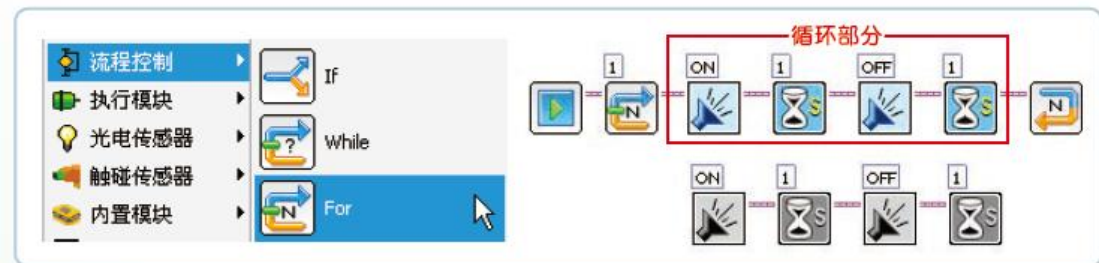 流程控制
执行模块
光电传感器
触碰传感器
内置模块
If
While
?
For
N
循环部分
1 ON 1 OFF 1
N S S N
ON 1 OFF 1
S S